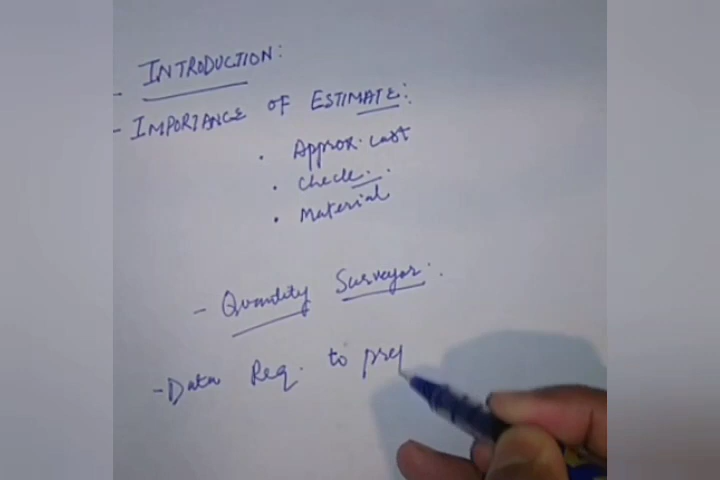 - INTRODUCTION:
- IMPORTANCE OF ESTIMATE:
• Approx. cost
• Check.
• Material
- Quantity Surveyor:
- Data Req. to prep